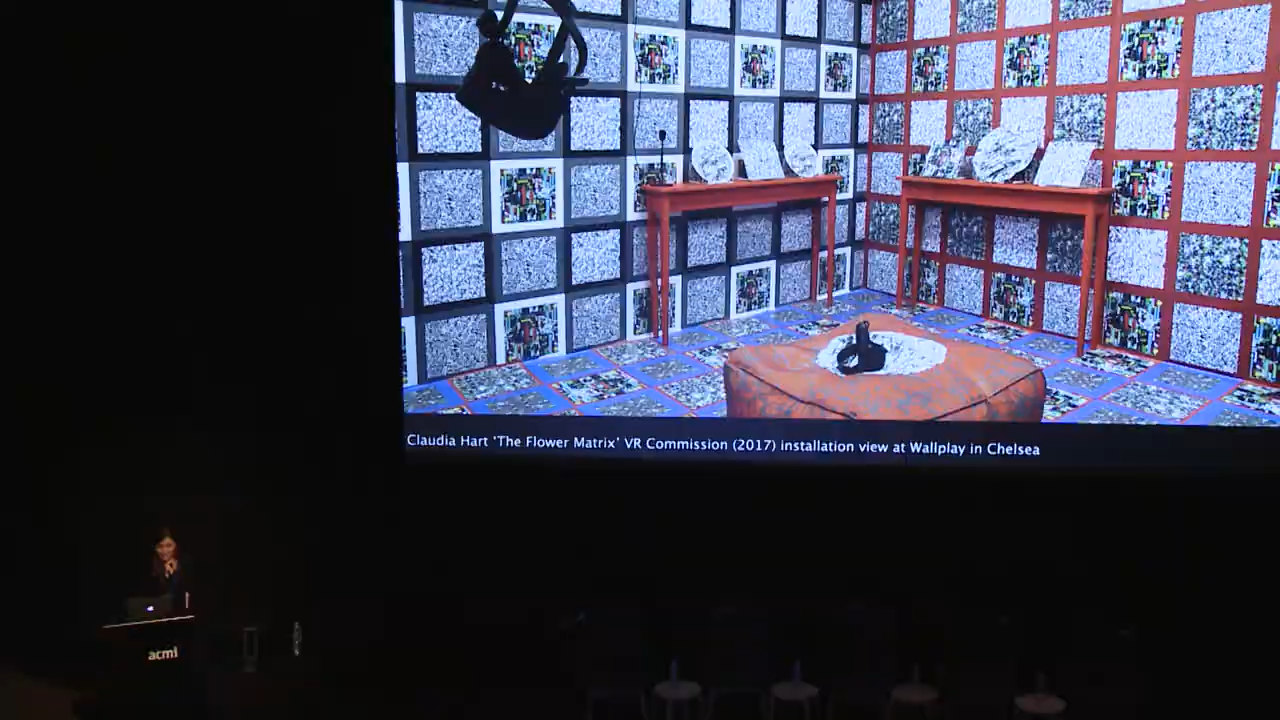 Claudia Hart 'The Flower Matrix' VR Commission (2017) installation view at Wallplay in Chelsea
acmi